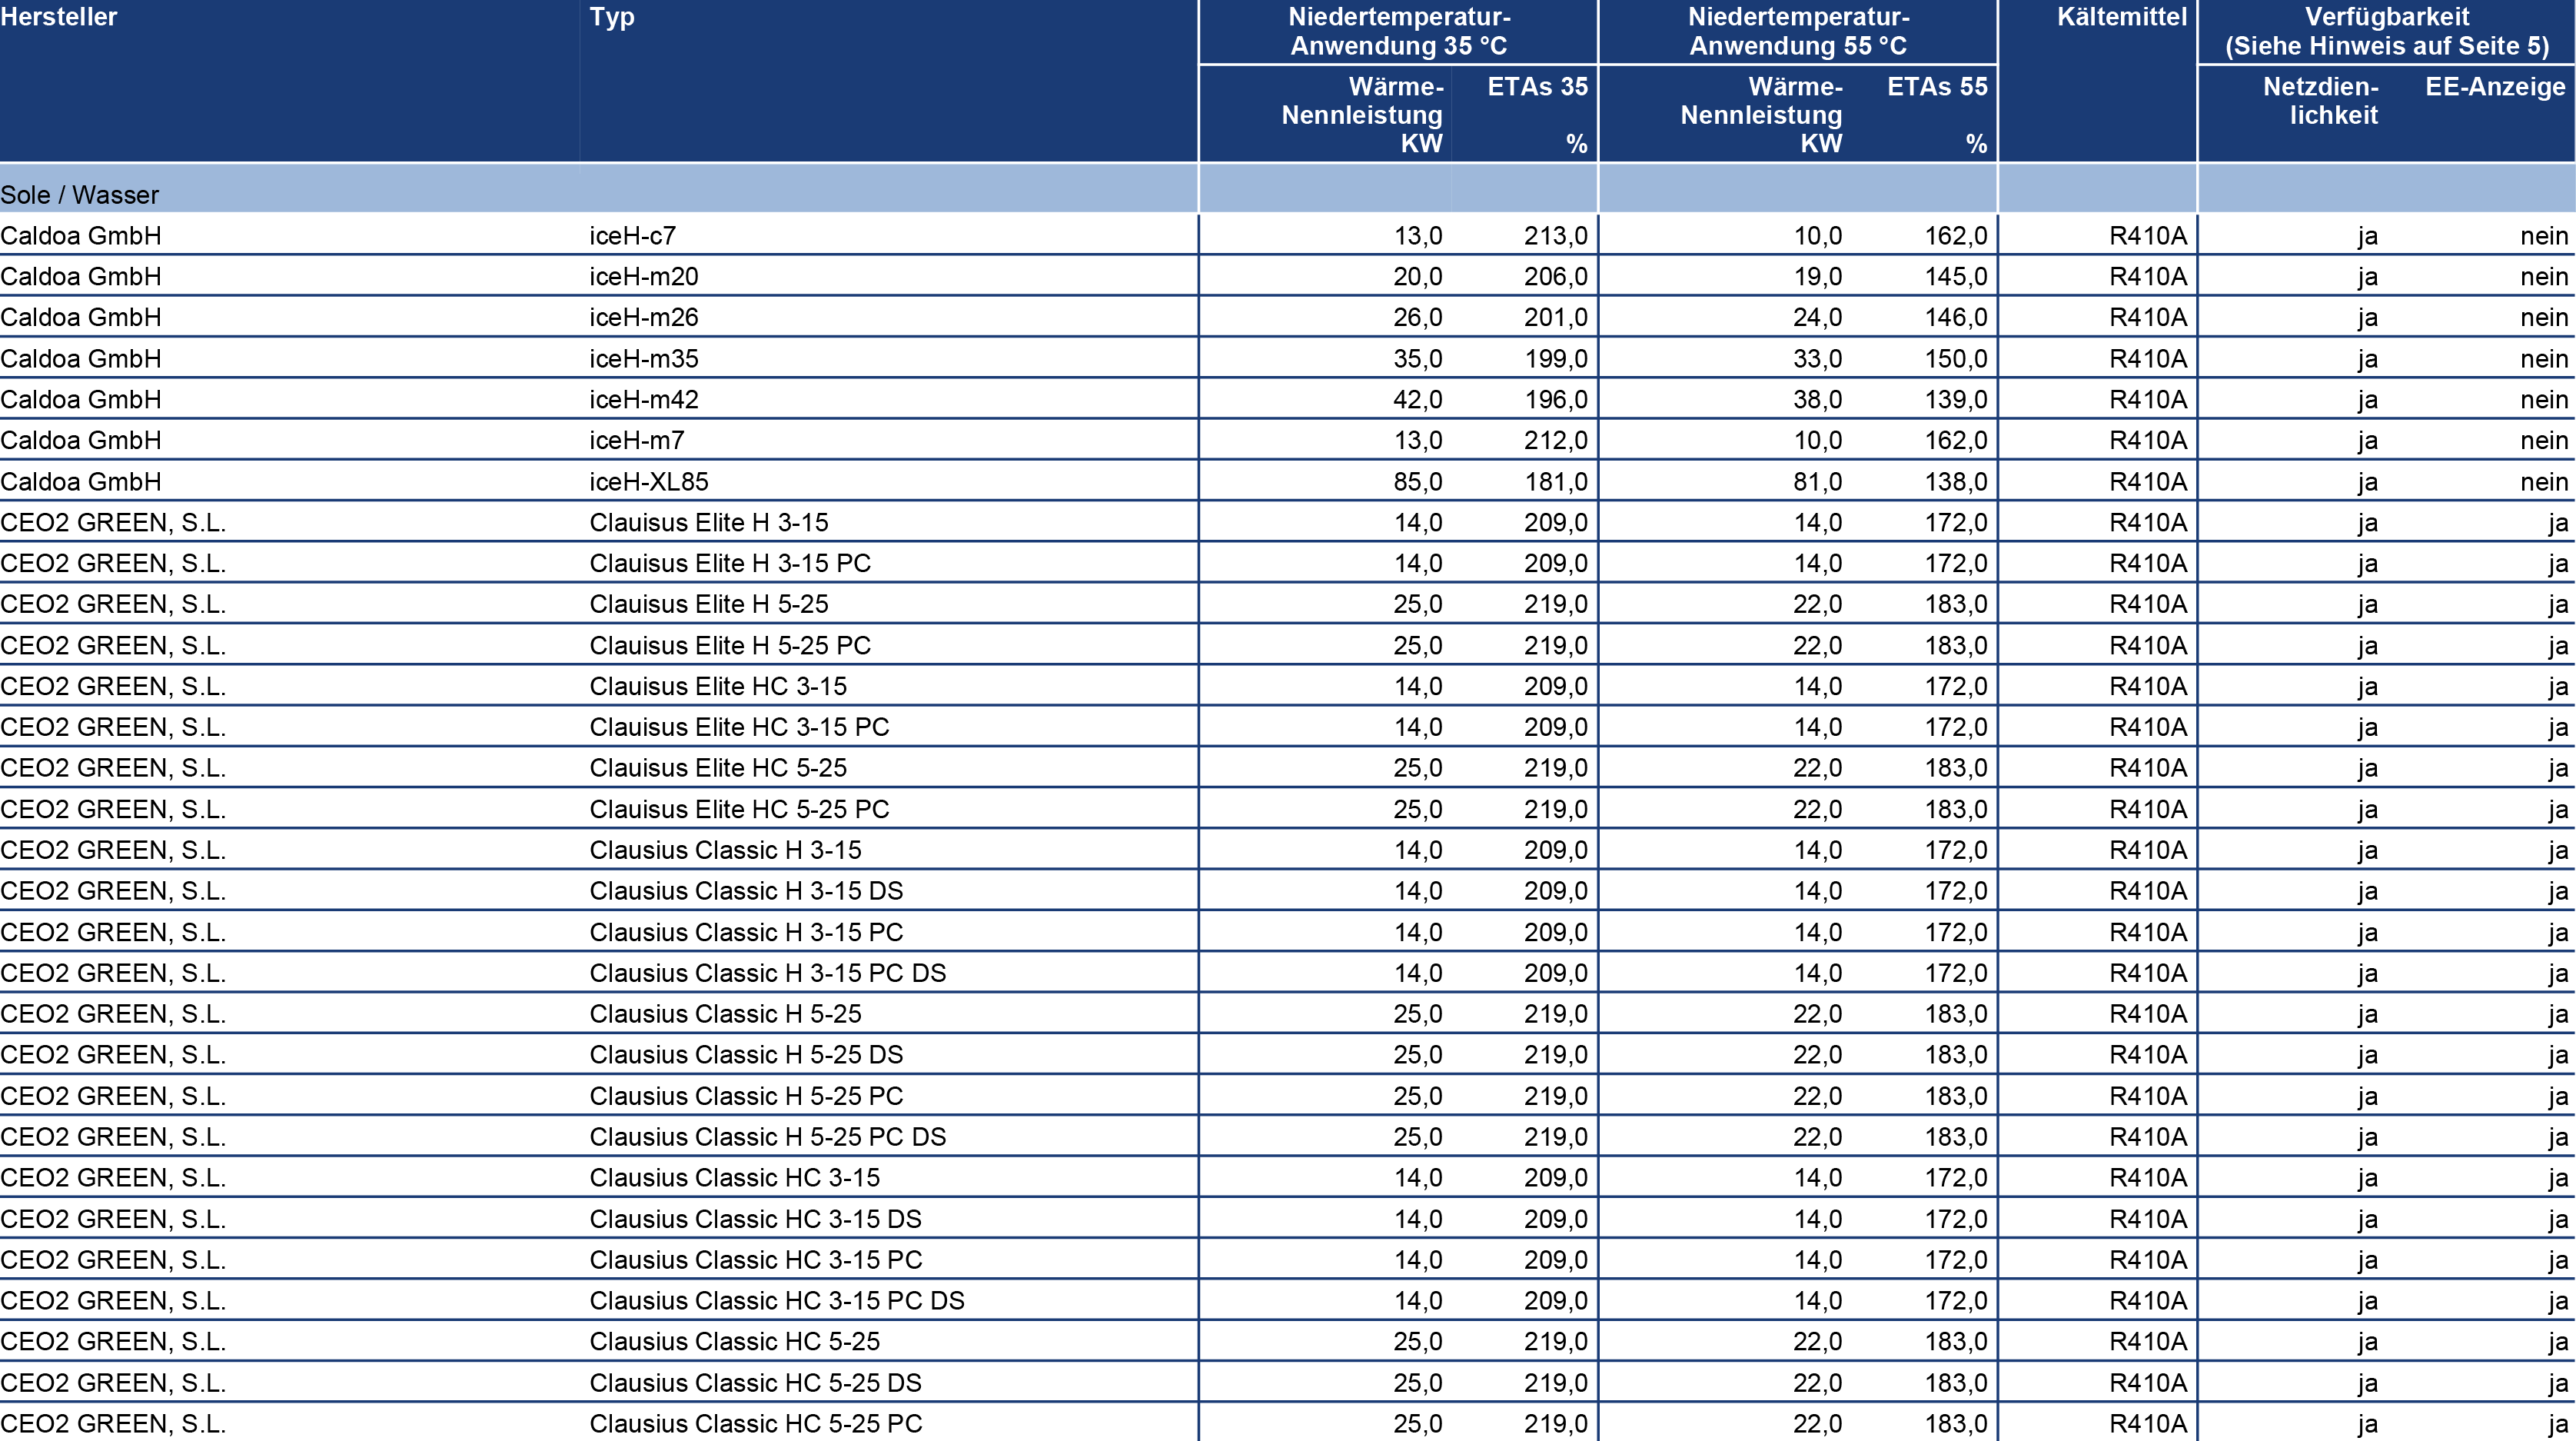 Hersteller Typ Niedertemperatur- Niedertemperatur- Kältemittel Verfügbarkeit
Anwendung 35 °C Anwendung 55 °C (Siehe Hinweis auf Seite 5)
Wärme- ETAs 35 Wärme- ETAs 55 Netzdien- EE-Anzeige
Nennleistung Nennleistung lichkeit
KW % KW %
Sole / Wasser
Caldoa GmbH iceH-c7 13,0 213,0 10,0 162,0 R410A ja nein
Caldoa GmbH iceH-m20 20,0 206,0 19,0 145,0 R410A ja nein
Caldoa GmbH iceH-m26 26,0 201,0 24,0 146,0 R410A ja nein
Caldoa GmbH iceH-m35 35,0 199,0 33,0 150,0 R410A ja nein
Caldoa GmbH iceH-m42 42,0 196,0 38,0 139,0 R410A ja nein
Caldoa GmbH iceH-m7 13,0 212,0 10,0 162,0 R410A ja nein
Caldoa GmbH iceH-XL85 85,0 181,0 81,0 138,0 R410A ja nein
CEO2 GREEN, S.L. Clauisus Elite H 3-15 14,0 209,0 14,0 172,0 R410A ja ja
CEO2 GREEN, S.L. Clauisus Elite H 3-15 PC 14,0 209,0 14,0 172,0 R410A ja ja
CEO2 GREEN, S.L. Clauisus Elite H 5-25 25,0 219,0 22,0 183,0 R410A ja ja
CEO2 GREEN, S.L. Clauisus Elite H 5-25 PC 25,0 219,0 22,0 183,0 R410A ja ja
CEO2 GREEN, S.L. Clauisus Elite HC 3-15 14,0 209,0 14,0 172,0 R410A ja ja
CEO2 GREEN, S.L. Clauisus Elite HC 3-15 PC 14,0 209,0 14,0 172,0 R410A ja ja
CEO2 GREEN, S.L. Clauisus Elite HC 5-25 25,0 219,0 22,0 183,0 R410A ja ja
CEO2 GREEN, S.L. Clauisus Elite HC 5-25 PC 25,0 219,0 22,0 183,0 R410A ja ja
CEO2 GREEN, S.L. Clausius Classic H 3-15 14,0 209,0 14,0 172,0 R410A ja ja
CEO2 GREEN, S.L. Clausius Classic H 3-15 DS 14,0 209,0 14,0 172,0 R410A ja ja
CEO2 GREEN, S.L. Clausius Classic H 3-15 PC 14,0 209,0 14,0 172,0 R410A ja ja
CEO2 GREEN, S.L. Clausius Classic H 3-15 PC DS 14,0 209,0 14,0 172,0 R410A ja ja
CEO2 GREEN, S.L. Clausius Classic H 5-25 25,0 219,0 22,0 183,0 R410A ja ja
CEO2 GREEN, S.L. Clausius Classic H 5-25 DS 25,0 219,0 22,0 183,0 R410A ja ja
CEO2 GREEN, S.L. Clausius Classic H 5-25 PC 25,0 219,0 22,0 183,0 R410A ja ja
CEO2 GREEN, S.L. Clausius Classic H 5-25 PC DS 25,0 219,0 22,0 183,0 R410A ja ja
CEO2 GREEN, S.L. Clausius Classic HC 3-15 14,0 209,0 14,0 172,0 R410A ja ja
CEO2 GREEN, S.L. Clausius Classic HC 3-15 DS 14,0 209,0 14,0 172,0 R410A ja ja
CEO2 GREEN, S.L. Clausius Classic HC 3-15 PC 14,0 209,0 14,0 172,0 R410A ja ja
CEO2 GREEN, S.L. Clausius Classic HC 3-15 PC DS 14,0 209,0 14,0 172,0 R410A ja ja
CEO2 GREEN, S.L. Clausius Classic HC 5-25 25,0 219,0 22,0 183,0 R410A ja ja
CEO2 GREEN, S.L. Clausius Classic HC 5-25 DS 25,0 219,0 22,0 183,0 R410A ja ja
CEO2 GREEN, S.L. Clausius Classic HC 5-25 PC 25,0 219,0 22,0 183,0 R410A ja ja